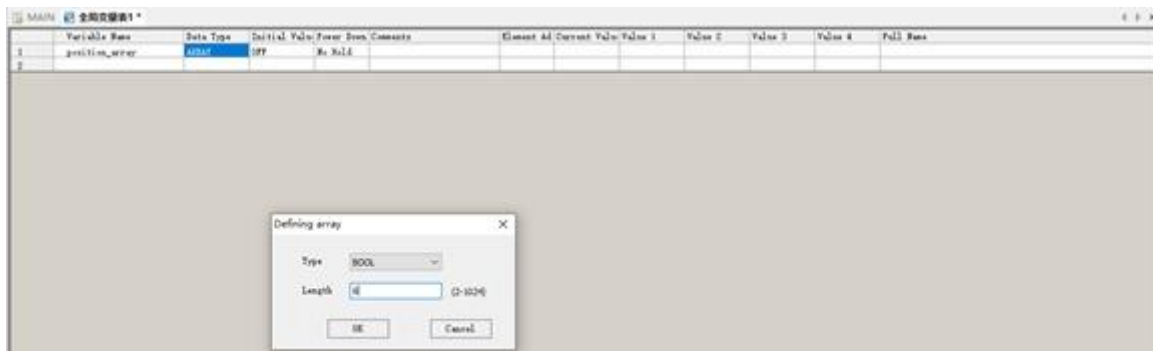 MAIN 全局变量表1 *
Variable Name Data Type Initial Valu Power Down Comments Element Ad Current Valu Value 1 Value 2 Value 3 Value 4 Full Name
1 position_array ARRAY OFF No Hold
2
Defining array
Type BOOL
Length (2-1024)
OK Cancel